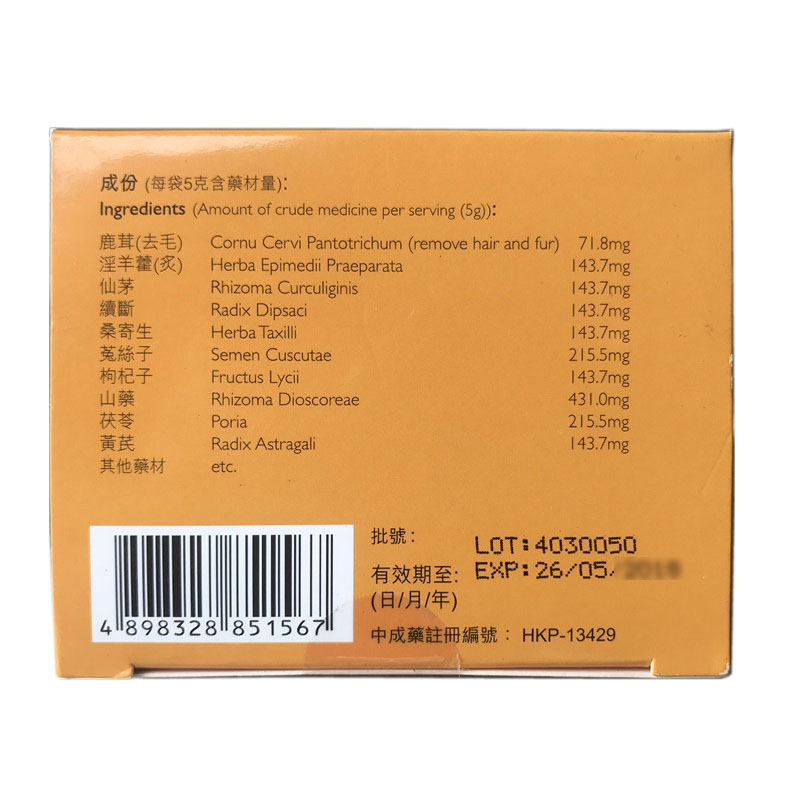 成份 (每袋5克含藥材量):
Ingredients (Amount of crude medicine per serving (5g)):
鹿茸(去毛) Cornu Cervi Pantotrichum (remove hair and fur) 71.8mg
淫羊藿(炙) Herba Epimedii Praeparata 143.7mg
仙茅 Rhizoma Curculiginis 143.7mg
續斷 Radix Dipsaci 143.7mg
桑寄生 Herba Taxilli 143.7mg
菟絲子 Semen Cuscutae 215.5mg
枸杞子 Fructus Lycii 143.7mg
山藥 Rhizoma Dioscoreae 431.0mg
茯苓 Poria 215.5mg
黃芪 Radix Astragali 143.7mg
其他藥材 etc.
批號： LOT:4030050
有效期至: EXP:26/05/
(日/月/年)
中成藥註冊編號： HKP-13429
4 898328 851567